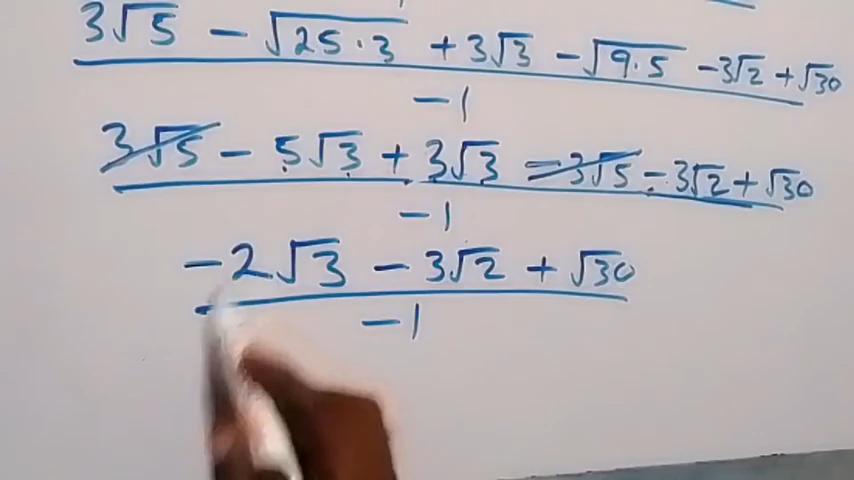 3√5 - √25·3 + 3√3 - √9·5 - 3√2 + √30
-1
3√5 - 5√3 + 3√3 - 3√5 - 3√2 + √30
-1
-2√3 - 3√2 + √30
-1